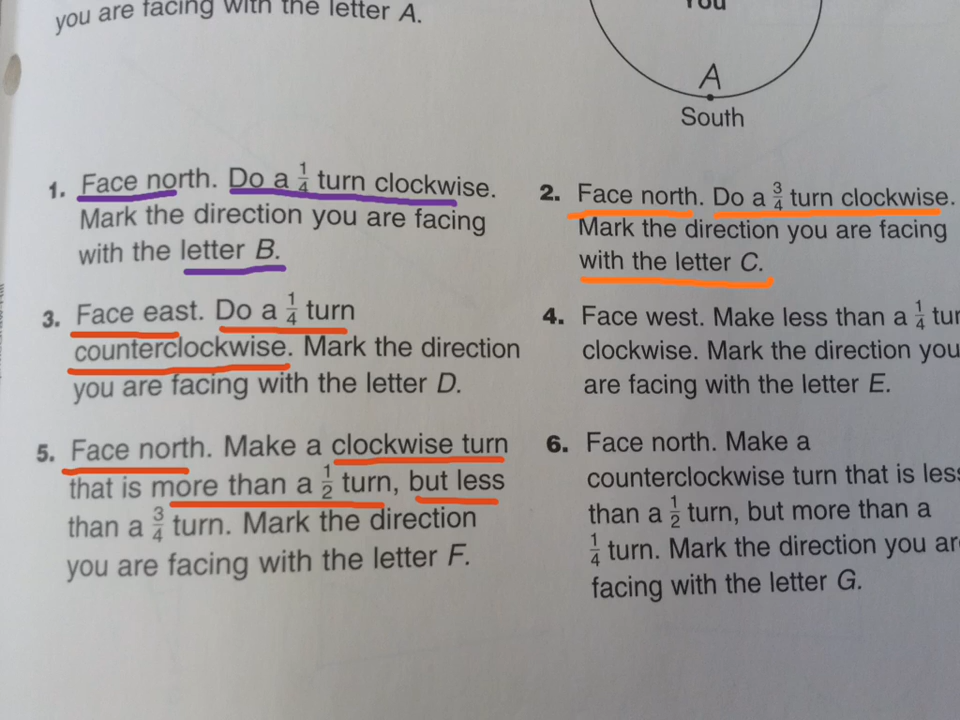 you are facing with the letter A.
You
A
South
1. Face north. Do a 1/4 turn clockwise.
Mark the direction you are facing
with the letter B.
2. Face north. Do a 3/4 turn clockwise.
Mark the direction you are facing
with the letter C.
3. Face east. Do a 1/4 turn
counterclockwise. Mark the direction
you are facing with the letter D.
4. Face west. Make less than a 1/4 tur
clockwise. Mark the direction you
are facing with the letter E.
5. Face north. Make a clockwise turn
that is more than a 1/2 turn, but less
than a 3/4 turn. Mark the direction
you are facing with the letter F.
6. Face north. Make a
counterclockwise turn that is less
than a 1/2 turn, but more than a
1/4 turn. Mark the direction you ar
facing with the letter G.